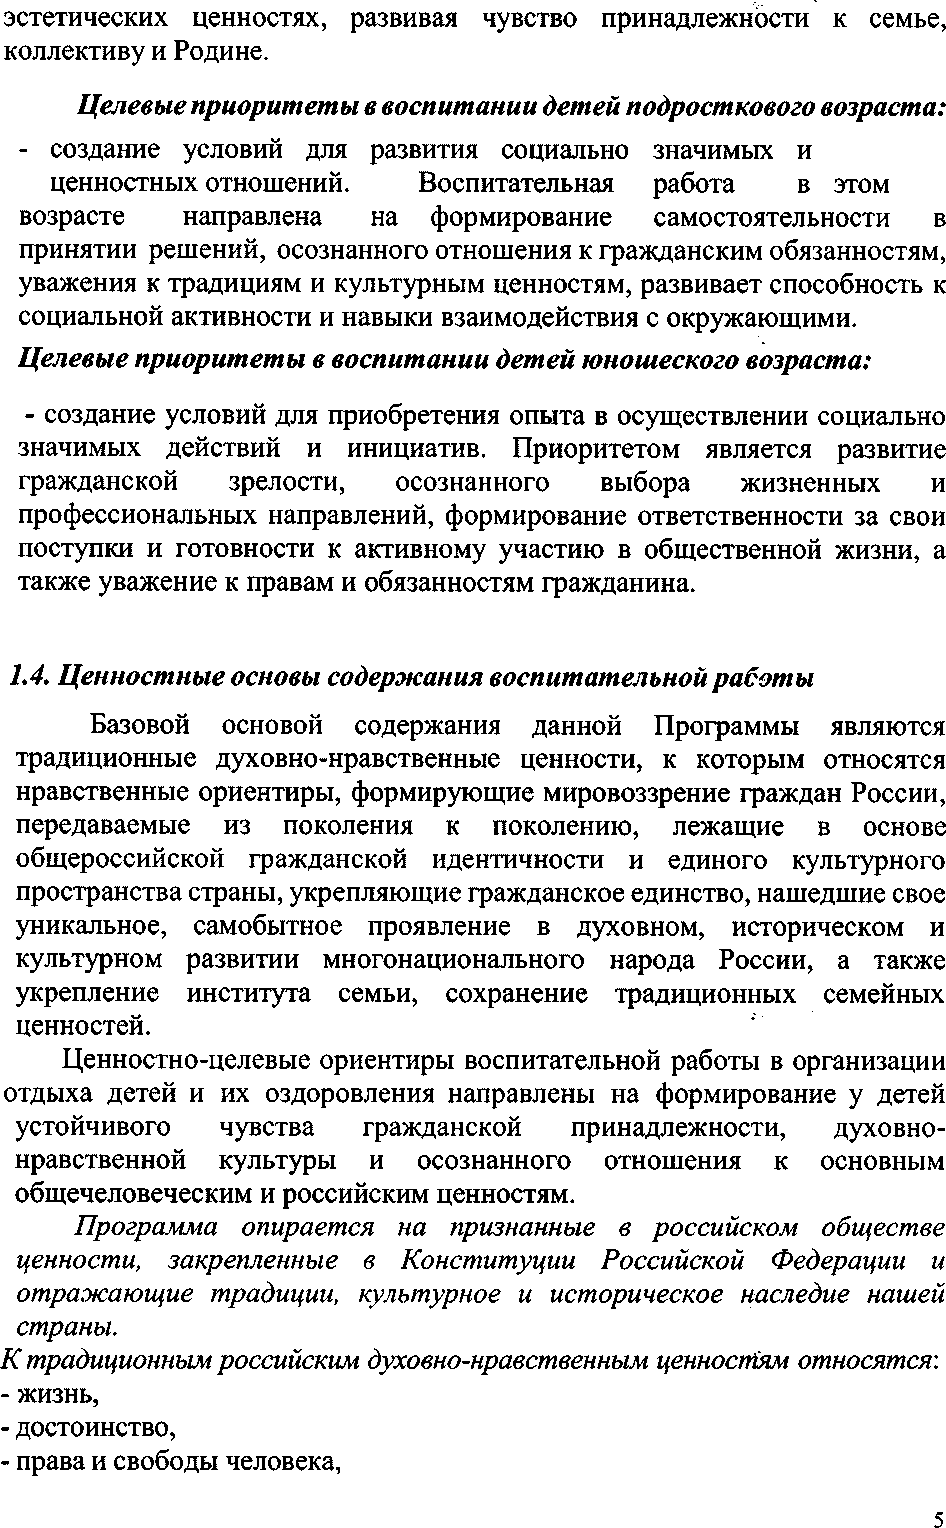 эстетических ценностях, развивая чувство принадлежности к семье,
коллективу и Родине.
Целевые приоритеты в воспитании детей подросткового возраста:
- создание условий для развития социально значимых и
ценностных отношений. Воспитательная работа в этом
возрасте направлена на формирование самостоятельности в
принятии решений, осознанного отношения к гражданским обязанностям,
уважения к традициям и культурным ценностям, развивает способность к
социальной активности и навыки взаимодействия с окружающими.
Целевые приоритеты в воспитании детей юношеского возраста:
- создание условий для приобретения опыта в осуществлении социально
значимых действий и инициатив. Приоритетом является развитие
гражданской зрелости, осознанного выбора жизненных и
профессиональных направлений, формирование ответственности за свои
поступки и готовности к активному участию в общественной жизни, а
также уважение к правам и обязанностям гражданина.
1.4. Ценностные основы содержания воспитательной работы
Базовой основой содержания данной Программы являются
традиционные духовно-нравственные ценности, к которым относятся
нравственные ориентиры, формирующие мировоззрение граждан России,
передаваемые из поколения к поколению, лежащие в основе
общероссийской гражданской идентичности и единого культурного
пространства страны, укрепляющие гражданское единство, нашедшие свое
уникальное, самобытное проявление в духовном, историческом и
культурном развитии многонационального народа России, а также
укрепление института семьи, сохранение традиционных семейных
ценностей.
Ценностно-целевые ориентиры воспитательной работы в организации
отдыха детей и их оздоровления направлены на формирование у детей
устойчивого чувства гражданской принадлежности, духовно-
нравственной культуры и осознанного отношения к основным
общечеловеческим и российским ценностям.
Программа опирается на признанные в российском обществе
ценности, закрепленные в Конституции Российской Федерации и
отражающие традиции, культурное и историческое наследие нашей
страны.
К традиционным российским духовно-нравственным ценностям относятся:
- жизнь,
- достоинство,
- права и свободы человека,
5